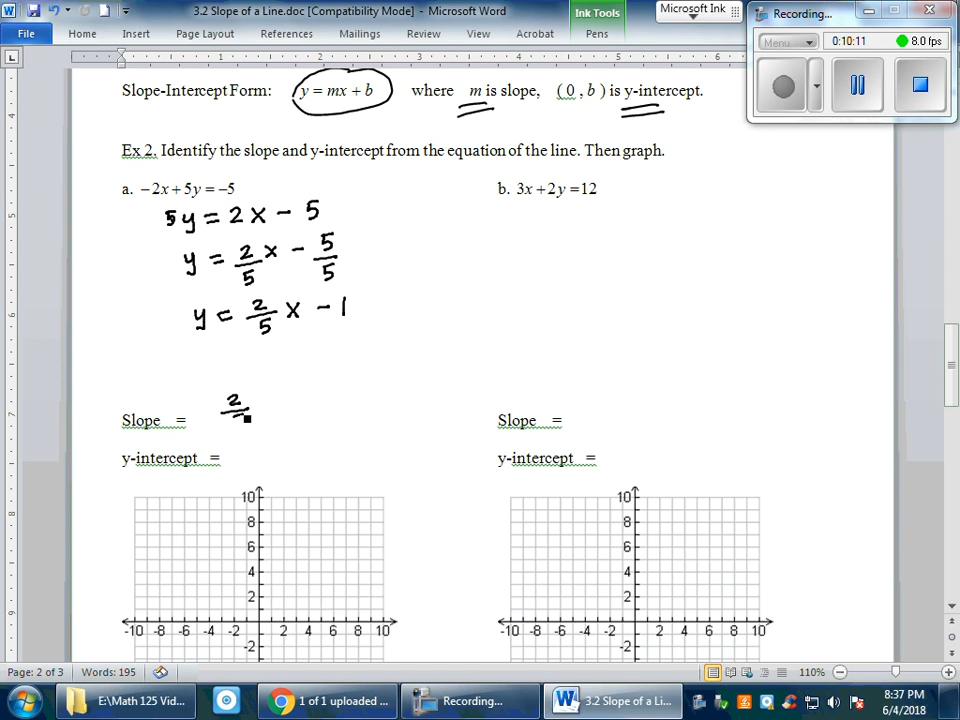 3.2 Slope of a Line.doc [Compatibility Mode] - Microsoft Word
Ink Tools
Microsoft Ink
Recording...
File Home Insert Page Layout References Mailings Review View Acrobat Pens
Menu 0:10:11 8.0 fps
1 2 3 4 5 6
Slope-Intercept Form: y = mx + b where m is slope, ( 0 , b ) is y-intercept.
Ex 2. Identify the slope and y-intercept from the equation of the line. Then graph.
a. −2x + 5y = −5 b. 3x + 2y = 12
5y = 2x - 5
y = 2/5 x - 5/5
y = 2/5 x - 1
2
Slope = Slope =
y-intercept = y-intercept =
10 10
8 8
6 6
4 4
2 2
-10 -8 -6 -4 -2 2 4 6 8 10 -10 -8 -6 -4 -2 2 4 6 8 10
-2 -2
Page: 2 of 3 Words: 195 110%
E:\Math 125 Vid... 1 of 1 uploaded ... Recording... 3.2 Slope of a Lin... 8:37 PM
6/4/2018